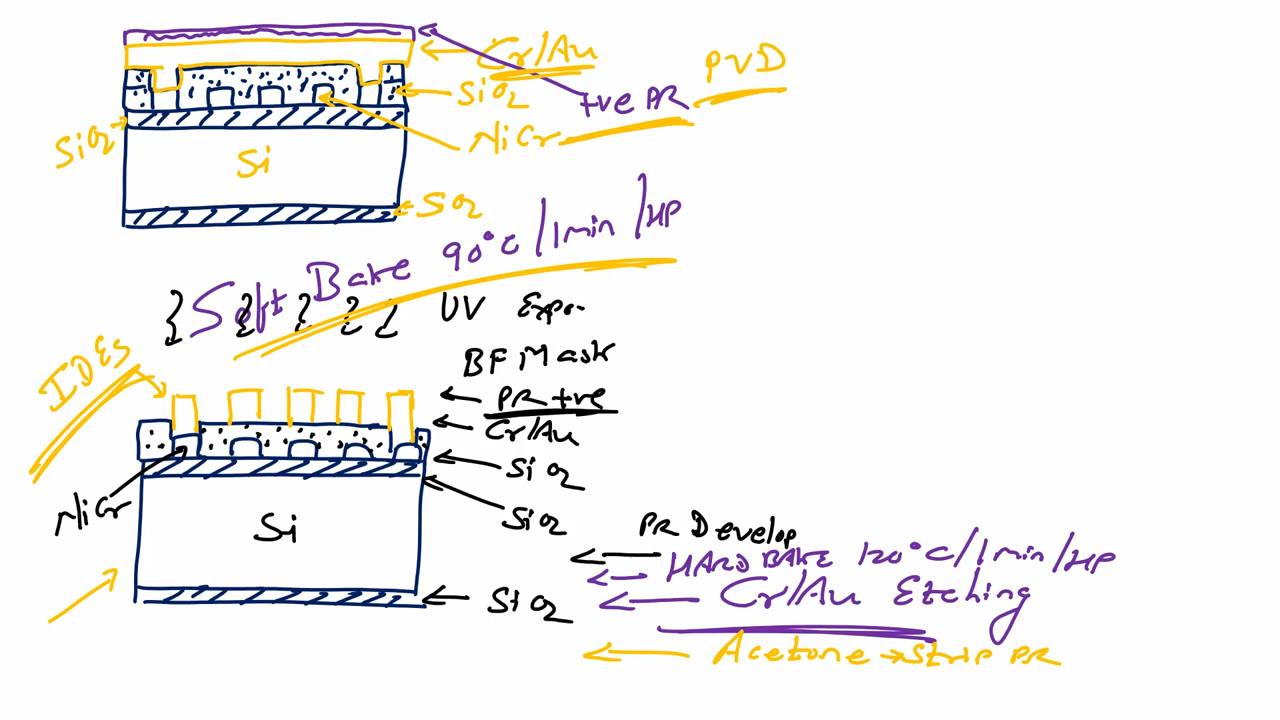 Cr/Au
PVD
SiO2
+ve PR
NiCr
SiO2
Si
SiO2
Soft Bake 90°C/1min/HP
UV Expo-
BF Mask
IDEs
PR +ve
Cr/Au
SiO2
NiCr
Si
SiO2
PR Develop
HARD BAKE 120°C/1min/HP
SiO2
Cr/Au Etching
Acetone → Strip PR